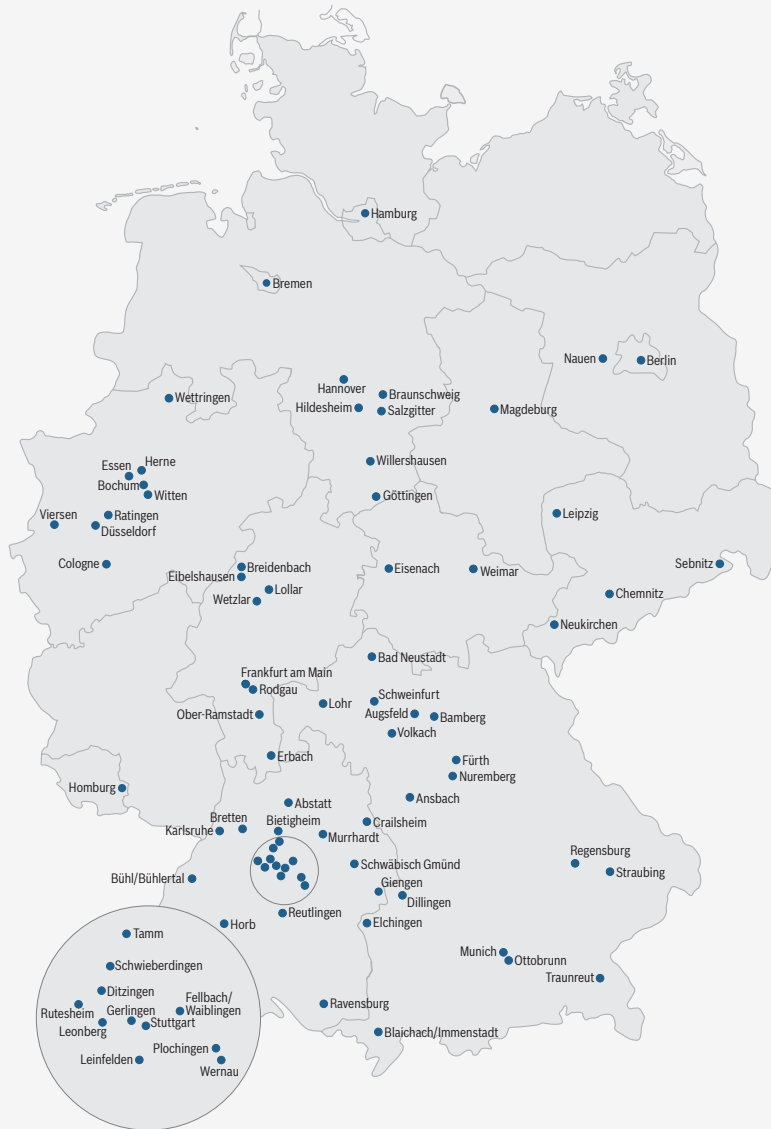 Hamburg
Bremen
Nauen
Berlin
Hannover
Braunschweig
Wettringen
Hildesheim
Salzgitter
Magdeburg
Willershausen
Herne
Essen
Bochum
Witten
Göttingen
Viersen
Ratingen
Leipzig
Düsseldorf
Cologne
Breidenbach
Eibelshausen
Eisenach
Weimar
Sebnitz
Lollar
Wetzlar
Chemnitz
Neukirchen
Bad Neustadt
Frankfurt am Main
Rodgau
Schweinfurt
Lohr
Ober-Ramstadt
Augsfeld
Bamberg
Volkach
Erbach
Fürth
Nuremberg
Homburg
Ansbach
Abstatt
Bretten
Bietigheim
Crailsheim
Karlsruhe
Murrhardt
Regensburg
Schwäbisch Gmünd
Straubing
Bühl/Bühlertal
Giengen
Dillingen
Reutlingen
Horb
Elchingen
Tamm
Munich
Ottobrunn
Schwieberdingen
Traunreut
Ditzingen
Fellbach/
Waiblingen
Rutesheim
Gerlingen
Ravensburg
Leonberg
Stuttgart
Blaichach/Immenstadt
Plochingen
Leinfelden
Wernau